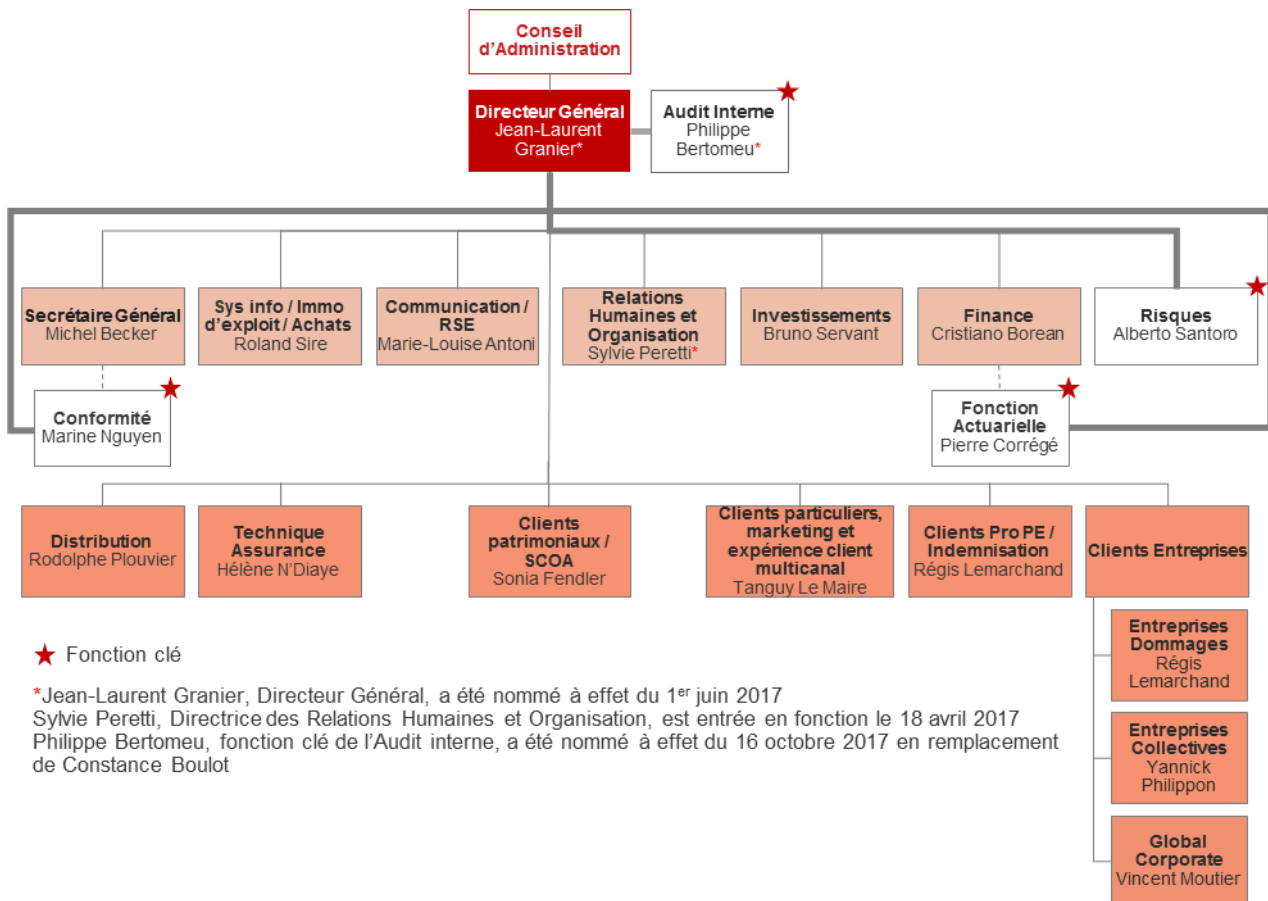 Conseil
d'Administration
Directeur Général
Jean-Laurent
Granier*
Audit Interne
Philippe
Bertomeu*
Secrétaire Général
Michel Becker
Sys info / Immo
d'exploit / Achats
Roland Sire
Communication /
RSE
Marie-Louise Antoni
Relations
Humaines et
Organisation
Sylvie Peretti*
Investissements
Bruno Servant
Finance
Cristiano Borean
Risques
Alberto Santoro
Conformité
Marine Nguyen
Fonction
Actuarielle
Pierre Corrégé
Distribution
Rodolphe Plouvier
Technique
Assurance
Hélène N'Diaye
Clients
patrimoniaux /
SCOA
Sonia Fendler
Clients particuliers,
marketing et
expérience client
multicanal
Tanguy Le Maire
Clients Pro PE /
Indemnisation
Régis Lemarchand
Clients Entreprises
Entreprises
Dommages
Régis
Lemarchand
Entreprises
Collectives
Yannick
Philippon
Global
Corporate
Vincent Moutier
Fonction clé
*Jean-Laurent Granier, Directeur Général, a été nommé à effet du 1er juin 2017
Sylvie Peretti, Directrice des Relations Humaines et Organisation, est entrée en fonction le 18 avril 2017
Philippe Bertomeu, fonction clé de l'Audit interne, a été nommé à effet du 16 octobre 2017 en remplacement
de Constance Boulot